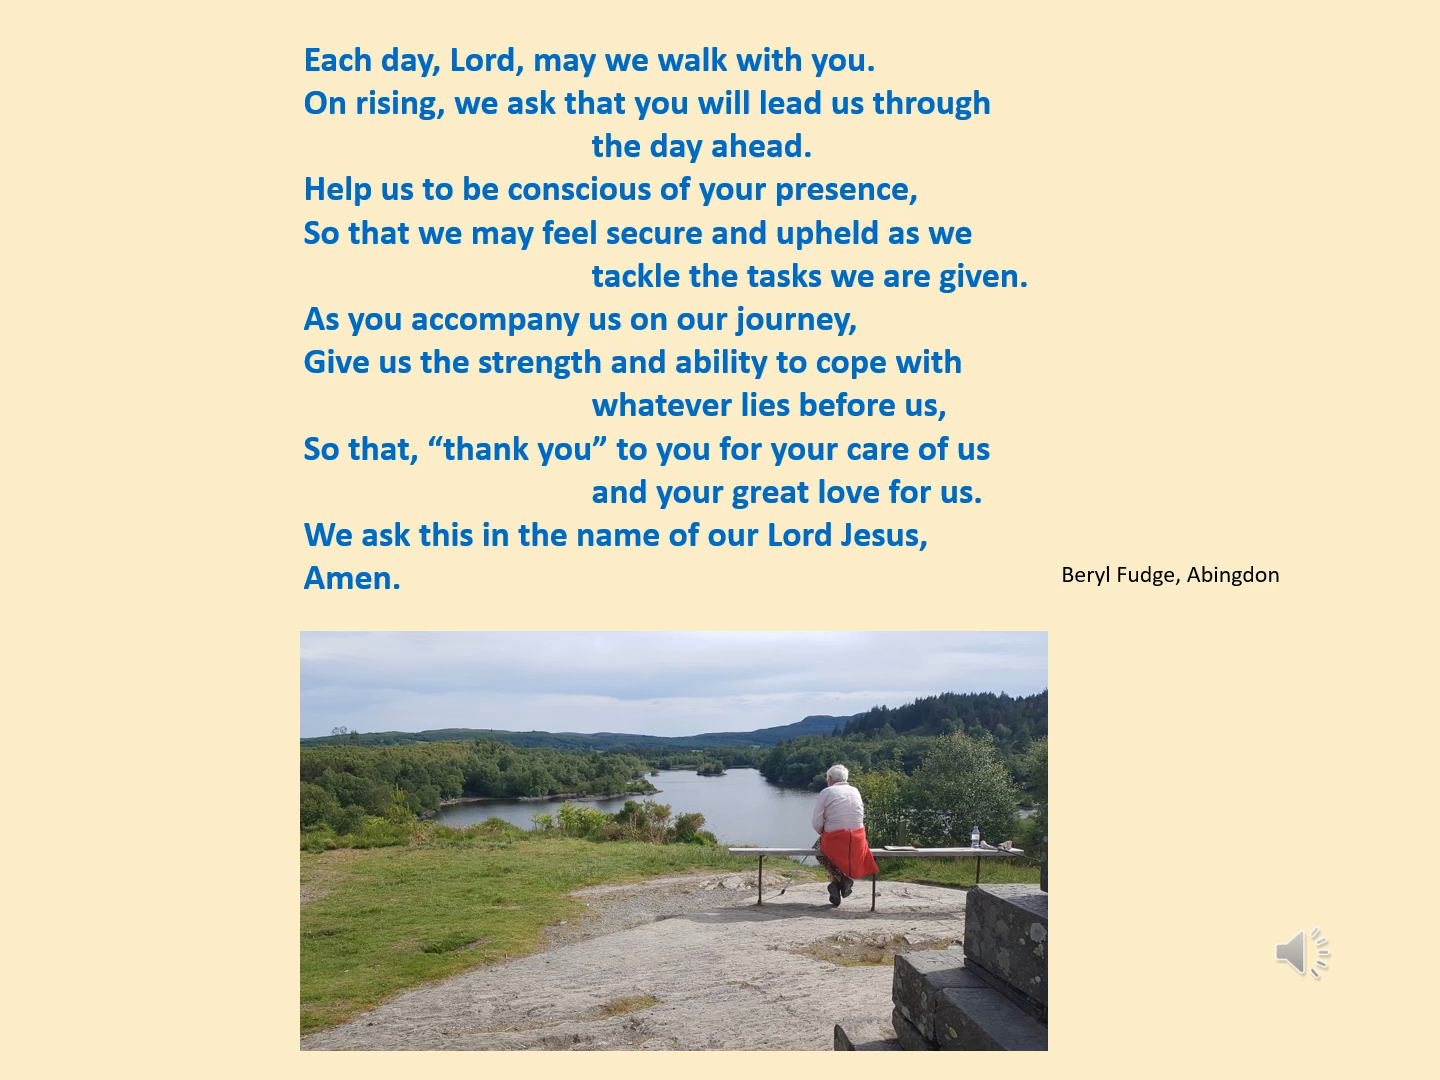 Each day, Lord, may we walk with you.
On rising, we ask that you will lead us through
the day ahead.
Help us to be conscious of your presence,
So that we may feel secure and upheld as we
tackle the tasks we are given.
As you accompany us on our journey,
Give us the strength and ability to cope with
whatever lies before us,
So that, “thank you” to you for your care of us
and your great love for us.
We ask this in the name of our Lord Jesus,
Amen.
Beryl Fudge, Abingdon